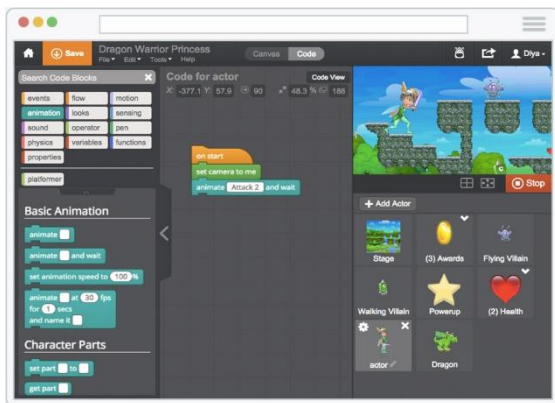 Save
Dragon Warrior Princess
File Edit Tools Help
Canvas Code
Diya
Search Code Blocks
events flow motion
animation looks sensing
sound operator pen
physics variables functions
properties
platformer
Basic Animation
animate
animate and wait
set animation speed to 100 %
animate at 30 fps
for 1 secs
and name it
Character Parts
set part to
get part
Code for actor Code View
X: -377.1 Y: 57.9 90 48.3 % 188
on start
set camera to me
animate Attack 2 and wait
Stop
+ Add Actor
Stage (3) Awards Flying Villain
Walking Villain Powerup (2) Health
actor Dragon